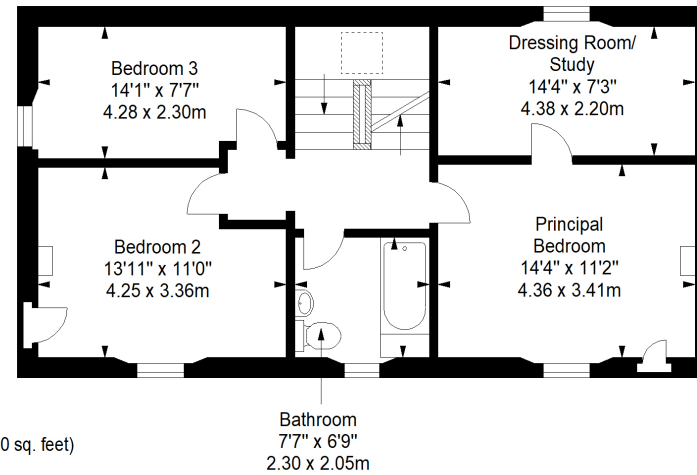 Bedroom 3
14'1" x 7'7"
4.28 x 2.30m
Dressing Room/
Study
14'4" x 7'3"
4.38 x 2.20m
Bedroom 2
13'11" x 11'0"
4.25 x 3.36m
Principal
Bedroom
14'4" x 11'2"
4.36 x 3.41m
Bathroom
7'7" x 6'9"
2.30 x 2.05m
0 sq. feet)